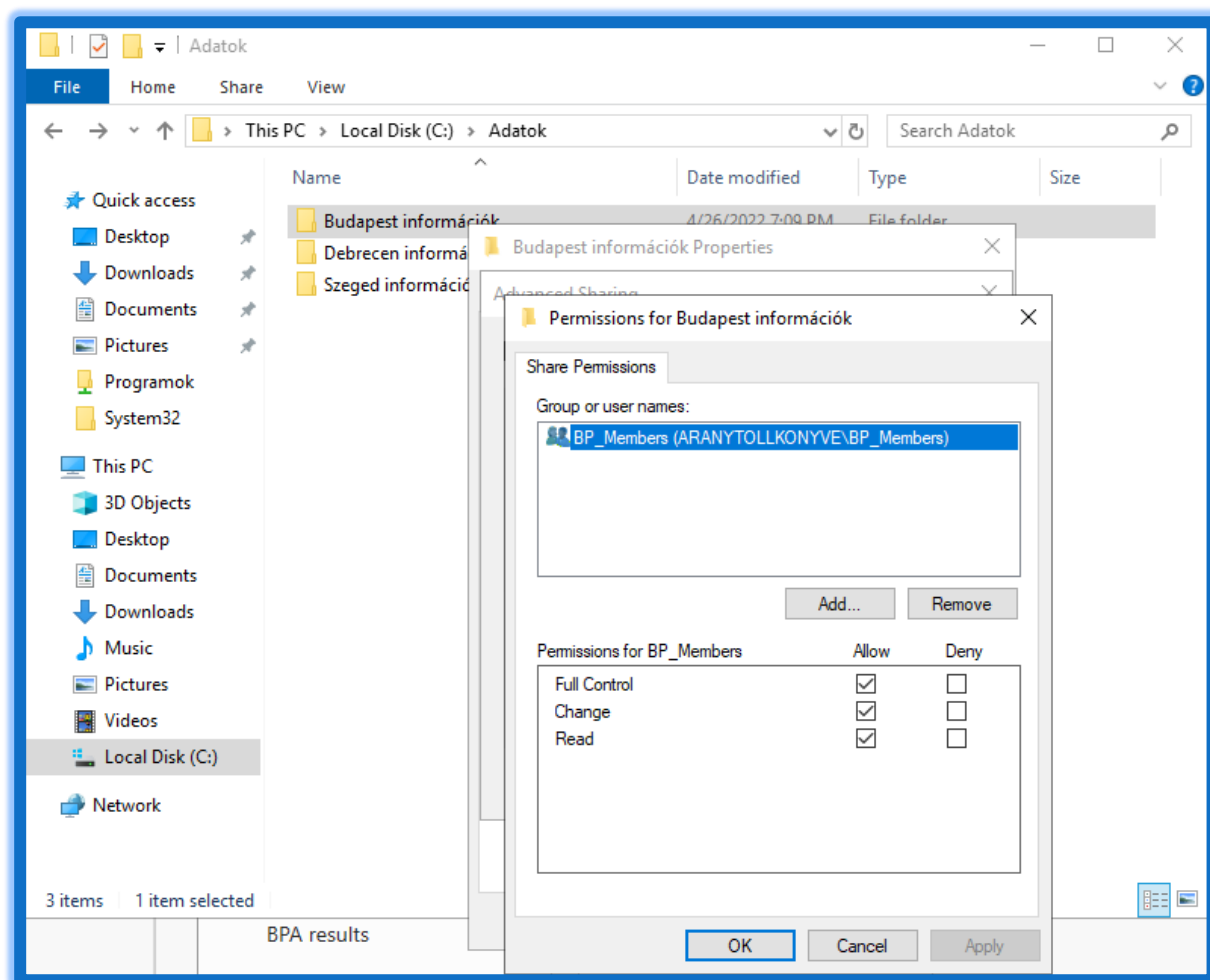 Adatok
File Home Share View
This PC > Local Disk (C:) > Adatok
Search Adatok
Name Date modified Type Size
Quick access
Desktop
Downloads
Documents
Pictures
Programok
System32
This PC
3D Objects
Desktop
Documents
Downloads
Music
Pictures
Videos
Local Disk (C:)
Network
Budapest információk 4/26/2022 7:09 PM File folder
Debrecen informá
Szeged információ
Budapest információk Properties
Advanced Sharing
Permissions for Budapest információk
Share Permissions
Group or user names:
BP_Members (ARANYTOLLKONYVE\BP_Members)
Add... Remove
Permissions for BP_Members Allow Deny
Full Control
Change
Read
OK Cancel Apply
3 items 1 item selected
BPA results